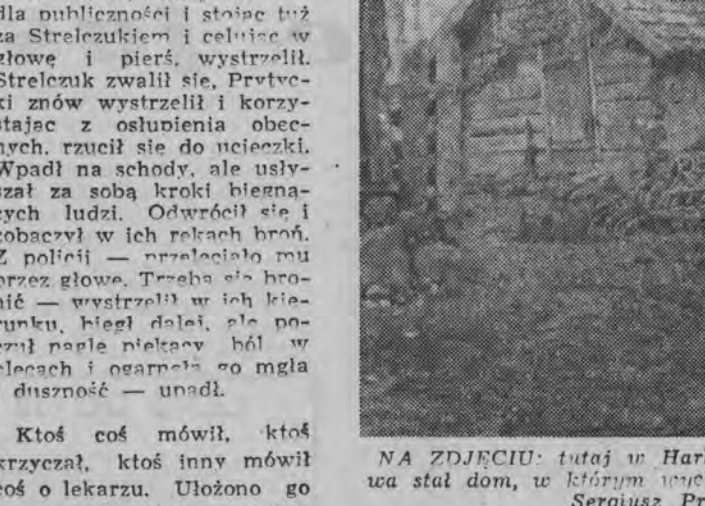 dla publiczności i stojąc tuż
za Strelczukiem i celując w
głowę i pierś, wystrzelił.
Strelczuk zwalił się, Prytyc-
ki znów wystrzelił i korzy-
stając z osłupienia obec-
nych, rzucił się do ucieczki.
Wpadł na schody, ale usły-
szał za sobą kroki biegną-
cych ludzi. Odwrócił się i
zobaczył w ich rękach broń.
Z policji — przeleciało mu
przez głowę. Trzeba się bro-
nić — wystrzelił w ich kie-
runku, biegł dalej, ale po-
czuł nagle piekący ból w
plecach i ogarnęła go mgła
i duszność — upadł.
Ktoś coś mówił, ktoś
krzyczał, ktoś inny mówił
coś o lekarzu. Ułożono go
NA ZDJĘCIU: tutaj w Har
wa stał dom, w którym wyc
Sergiusz Pr